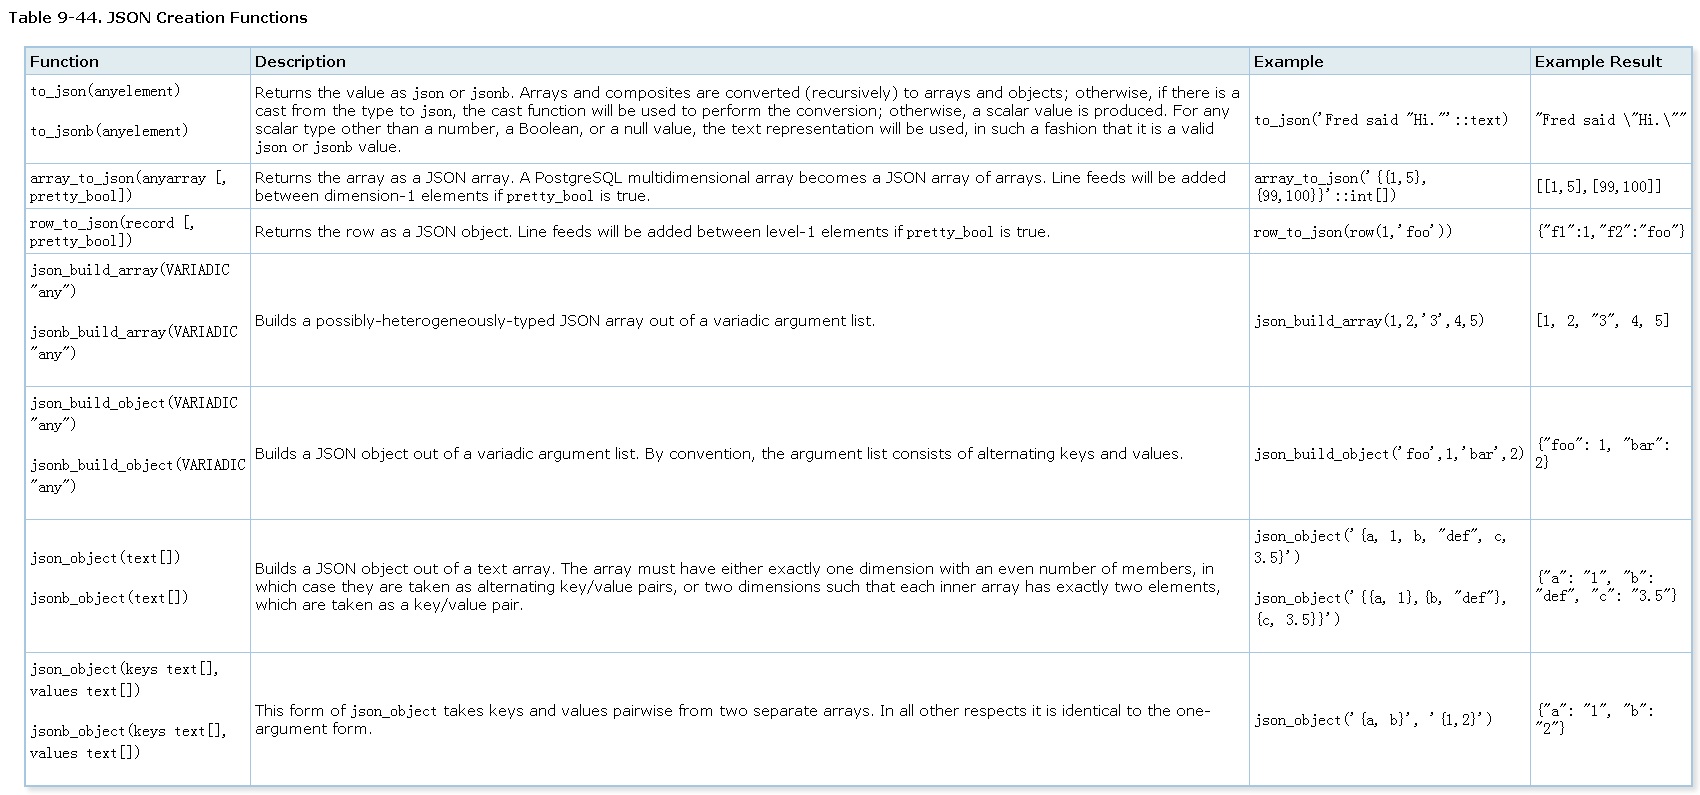 Table 9-44. JSON Creation Functions
Function Description Example Example Result
to_json(anyelement)
to_jsonb(anyelement)
Returns the value as json or jsonb. Arrays and composites are converted (recursively) to arrays and objects; otherwise, if there is a
cast from the type to json, the cast function will be used to perform the conversion; otherwise, a scalar value is produced. For any
scalar type other than a number, a Boolean, or a null value, the text representation will be used, in such a fashion that it is a valid
json or jsonb value.
to_json('Fred said "Hi."'::text)
"Fred said \"Hi.\""
array_to_json(anyarray [,
pretty_bool])
Returns the array as a JSON array. A PostgreSQL multidimensional array becomes a JSON array of arrays. Line feeds will be added
between dimension-1 elements if pretty_bool is true.
array_to_json('{{1,5},
{99,100}}'::int[])
[[1,5],[99,100]]
row_to_json(record [,
pretty_bool])
Returns the row as a JSON object. Line feeds will be added between level-1 elements if pretty_bool is true.
row_to_json(row(1,'foo'))
{"f1":1,"f2":"foo"}
json_build_array(VARIADIC
"any")
jsonb_build_array(VARIADIC
"any")
Builds a possibly-heterogeneously-typed JSON array out of a variadic argument list.
json_build_array(1,2,'3',4,5)
[1, 2, "3", 4, 5]
json_build_object(VARIADIC
"any")
jsonb_build_object(VARIADIC
"any")
Builds a JSON object out of a variadic argument list. By convention, the argument list consists of alternating keys and values.
json_build_object('foo',1,'bar',2)
{"foo": 1, "bar":
2}
json_object(text[])
jsonb_object(text[])
Builds a JSON object out of a text array. The array must have either exactly one dimension with an even number of members, in
which case they are taken as alternating key/value pairs, or two dimensions such that each inner array has exactly two elements,
which are taken as a key/value pair.
json_object('{a, 1, b, "def", c,
3.5}')
json_object('{{a, 1},{b, "def"},
{c, 3.5}}')
{"a": "1", "b":
"def", "c": "3.5"}
json_object(keys text[],
values text[])
jsonb_object(keys text[],
values text[])
This form of json_object takes keys and values pairwise from two separate arrays. In all other respects it is identical to the one-
argument form.
json_object('{a, b}', '{1,2}')
{"a": "1", "b":
"2"}